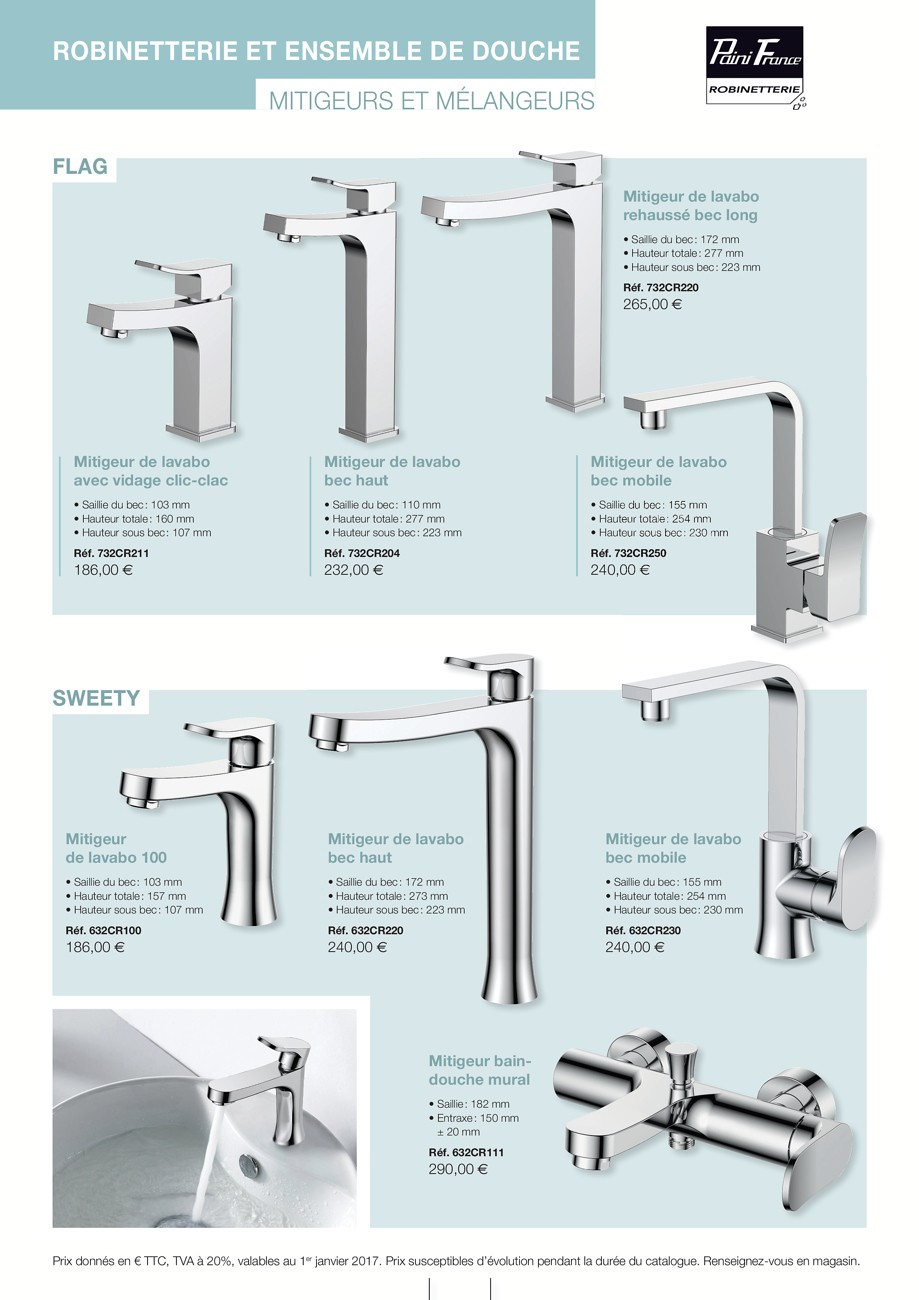 ROBINETTERIE ET ENSEMBLE DE DOUCHE
MITIGEURS ET MÉLANGEURS
Paini France
ROBINETTERIE
FLAG
Mitigeur de lavabo
rehaussé bec long
• Saillie du bec : 172 mm
• Hauteur totale : 277 mm
• Hauteur sous bec : 223 mm
Réf. 732CR220
265,00 €
Mitigeur de lavabo
avec vidage clic-clac
• Saillie du bec : 103 mm
• Hauteur totale : 160 mm
• Hauteur sous bec : 107 mm
Réf. 732CR211
186,00 €
Mitigeur de lavabo
bec haut
• Saillie du bec : 110 mm
• Hauteur totale : 277 mm
• Hauteur sous bec : 223 mm
Réf. 732CR204
232,00 €
Mitigeur de lavabo
bec mobile
• Saillie du bec : 155 mm
• Hauteur totale : 254 mm
• Hauteur sous bec : 230 mm
Réf. 732CR250
240,00 €
SWEETY
Mitigeur
de lavabo 100
• Saillie du bec : 103 mm
• Hauteur totale : 157 mm
• Hauteur sous bec : 107 mm
Réf. 632CR100
186,00 €
Mitigeur de lavabo
bec haut
• Saillie du bec : 172 mm
• Hauteur totale : 273 mm
• Hauteur sous bec : 223 mm
Réf. 632CR220
240,00 €
Mitigeur de lavabo
bec mobile
• Saillie du bec : 155 mm
• Hauteur totale : 254 mm
• Hauteur sous bec : 230 mm
Réf. 632CR230
240,00 €
Mitigeur bain-
douche mural
• Saillie : 182 mm
• Entraxe : 150 mm
± 20 mm
Réf. 632CR111
290,00 €
Prix donnés en € TTC, TVA à 20%, valables au 1er janvier 2017. Prix susceptibles d'évolution pendant la durée du catalogue. Renseignez-vous en magasin.